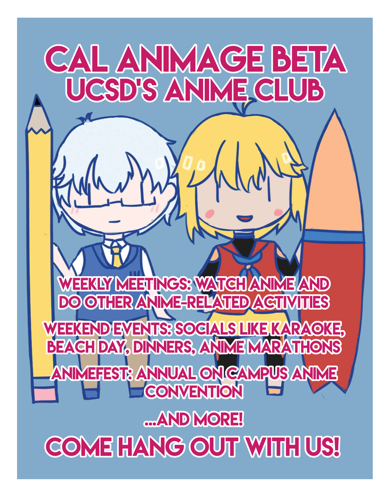 CAL ANIMAGE BETA
UCSD'S ANIME CLUB
WEEKLY MEETINGS: WATCH ANIME AND
DO OTHER ANIME-RELATED ACTIVITIES
WEEKEND EVENTS: SOCIALS LIKE KARAOKE,
BEACH DAY, DINNERS, ANIME MARATHONS
ANIMEFEST: ANNUAL ON CAMPUS ANIME
CONVENTION
...AND MORE!
COME HANG OUT WITH US!